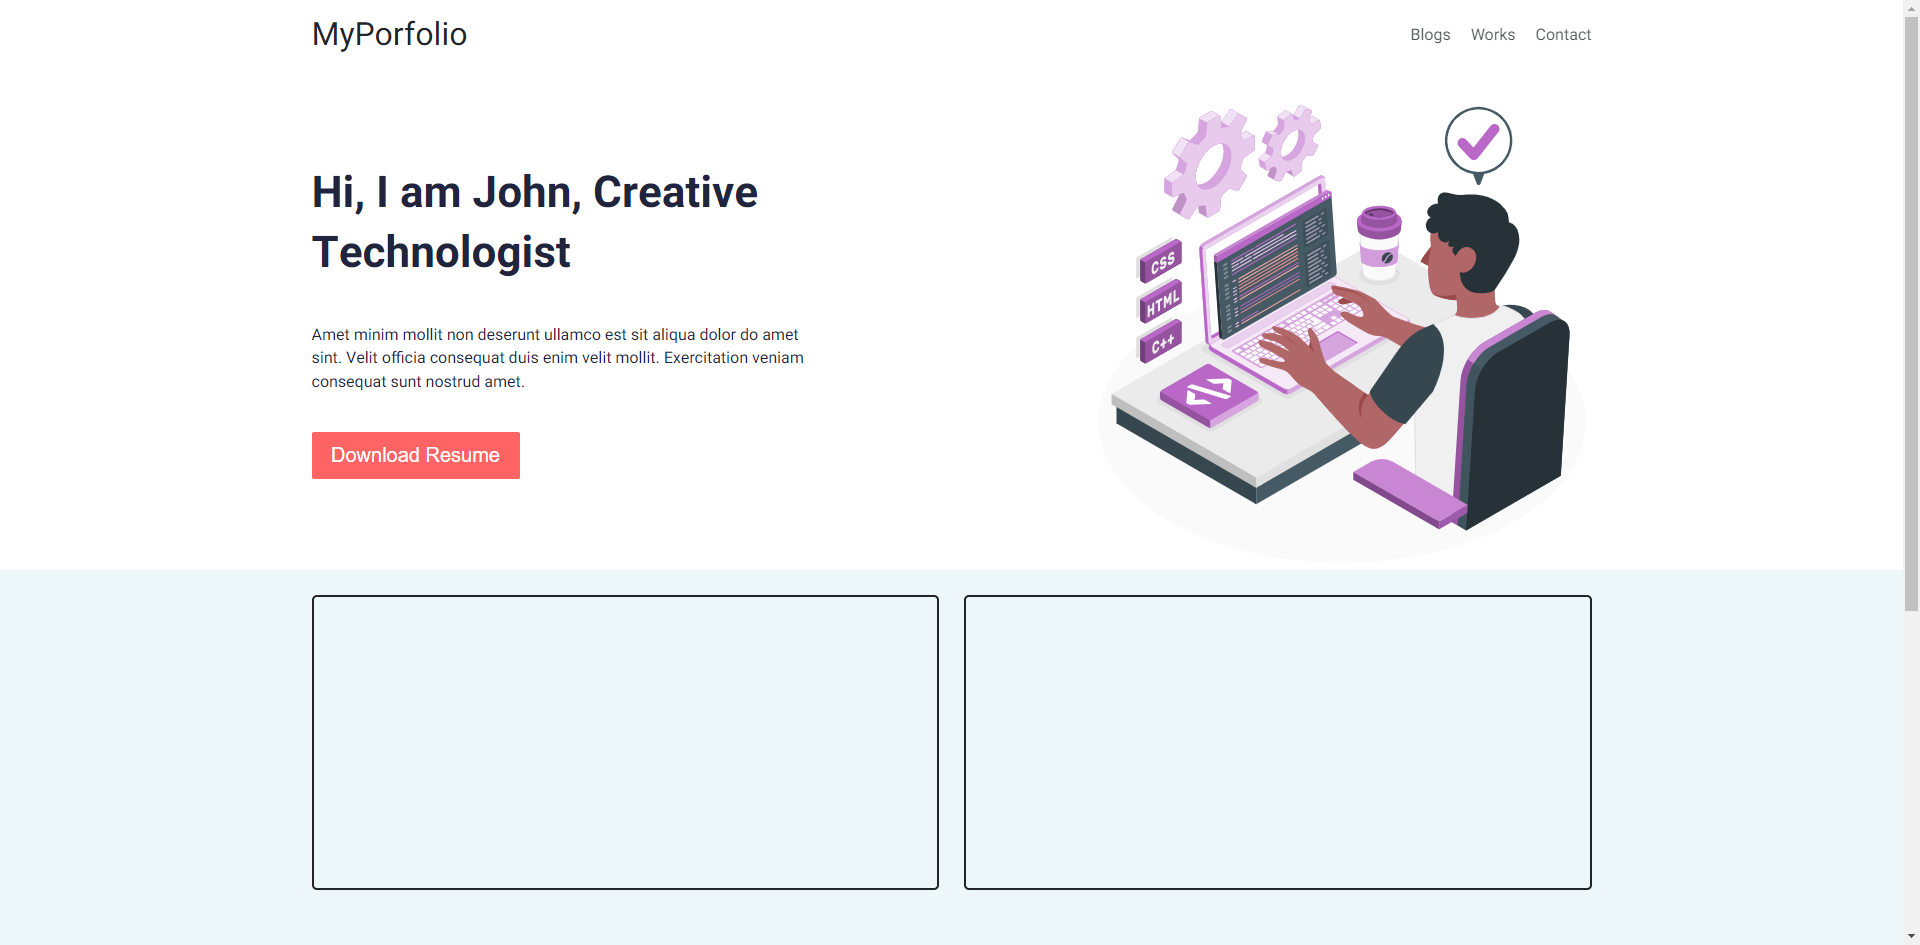 MyPorfolio
Blogs Works Contact
Hi, I am John, Creative
Technologist
Amet minim mollit non deserunt ullamco est sit aliqua dolor do amet
sint. Velit officia consequat duis enim velit mollit. Exercitation veniam
consequat sunt nostrud amet.
Download Resume
CSS
HTML
C++